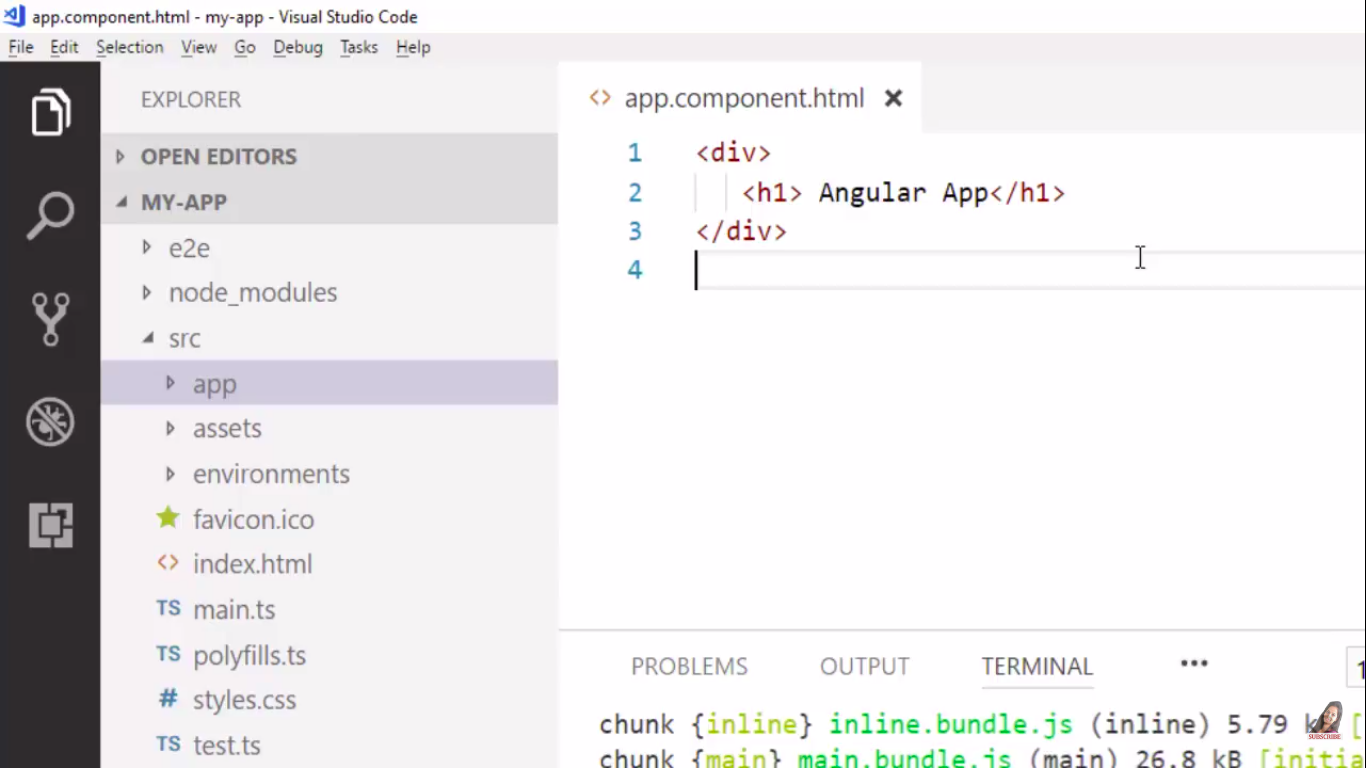 app.component.html - my-app - Visual Studio Code
File Edit Selection View Go Debug Tasks Help
EXPLORER
OPEN EDITORS
MY-APP
e2e
node_modules
src
app
assets
environments
favicon.ico
index.html
main.ts
polyfills.ts
styles.css
test.ts
TS
TS
#
TS
<> app.component.html
1 <div>
2 <h1> Angular App</h1>
3 </div>
4
PROBLEMS OUTPUT TERMINAL ••• 1
chunk {inline} inline.bundle.js (inline) 5.79 k [
chunk {main} main.bundle.js (main) 26.8 kB [initia
SUBSCRIBE